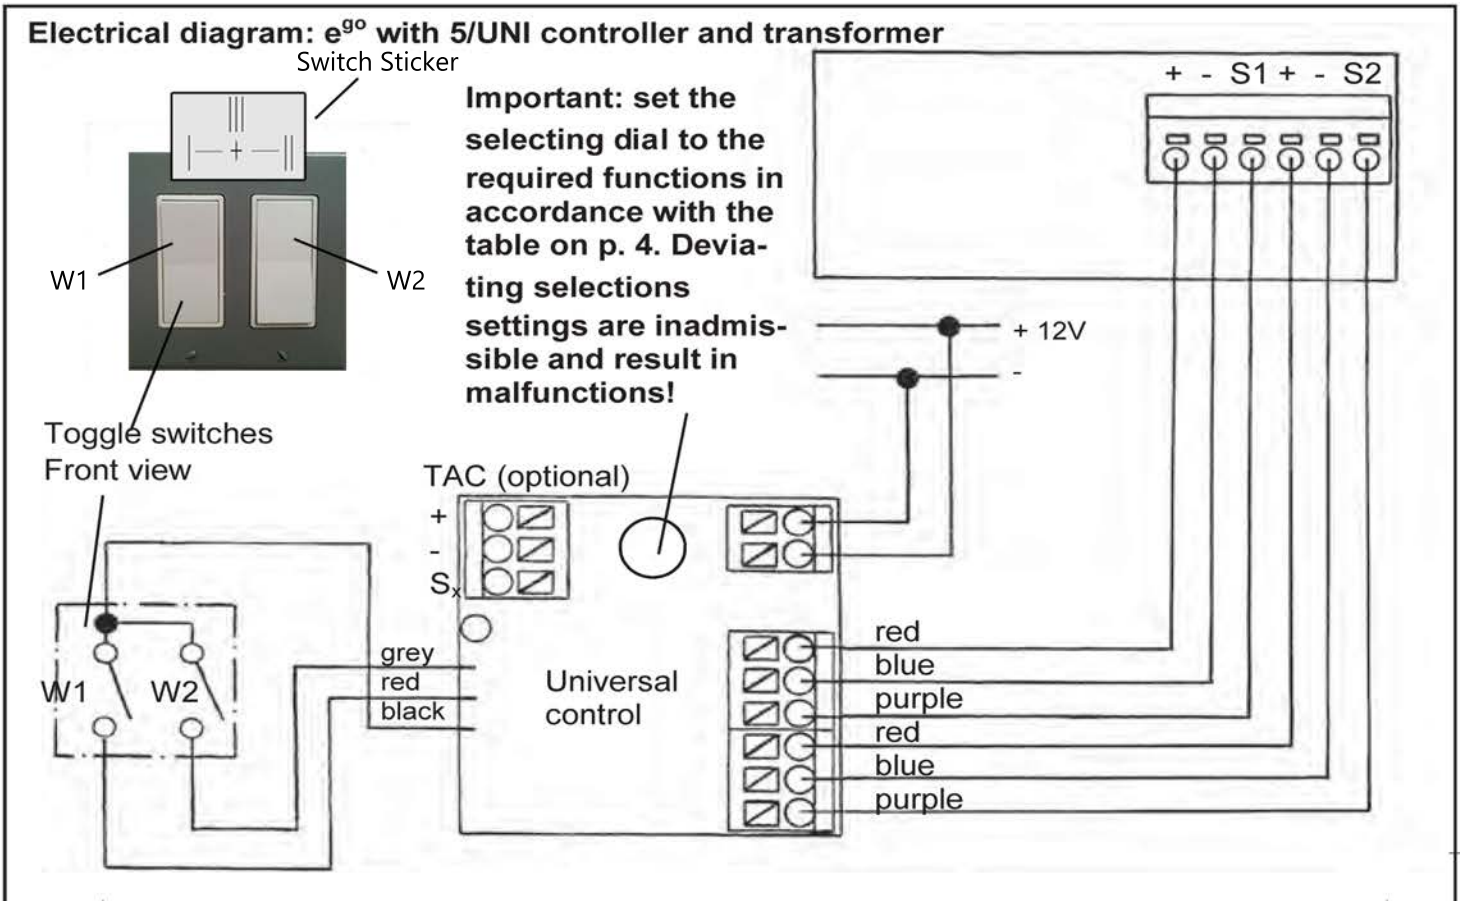 Electrical diagram: ego with 5/UNI controller and transformer
Switch Sticker
W1
W2
Toggle switches
Front view
Important: set the
selecting dial to the
required functions in
accordance with the
table on p. 4. Devia-
ting selections
settings are inadmis-
sible and result in
malfunctions!
+ - S1 + - S2
+ 12V
-
TAC (optional)
+
-
Sx
grey
red
black
W1 W2
Universal
control
red
blue
purple
red
blue
purple